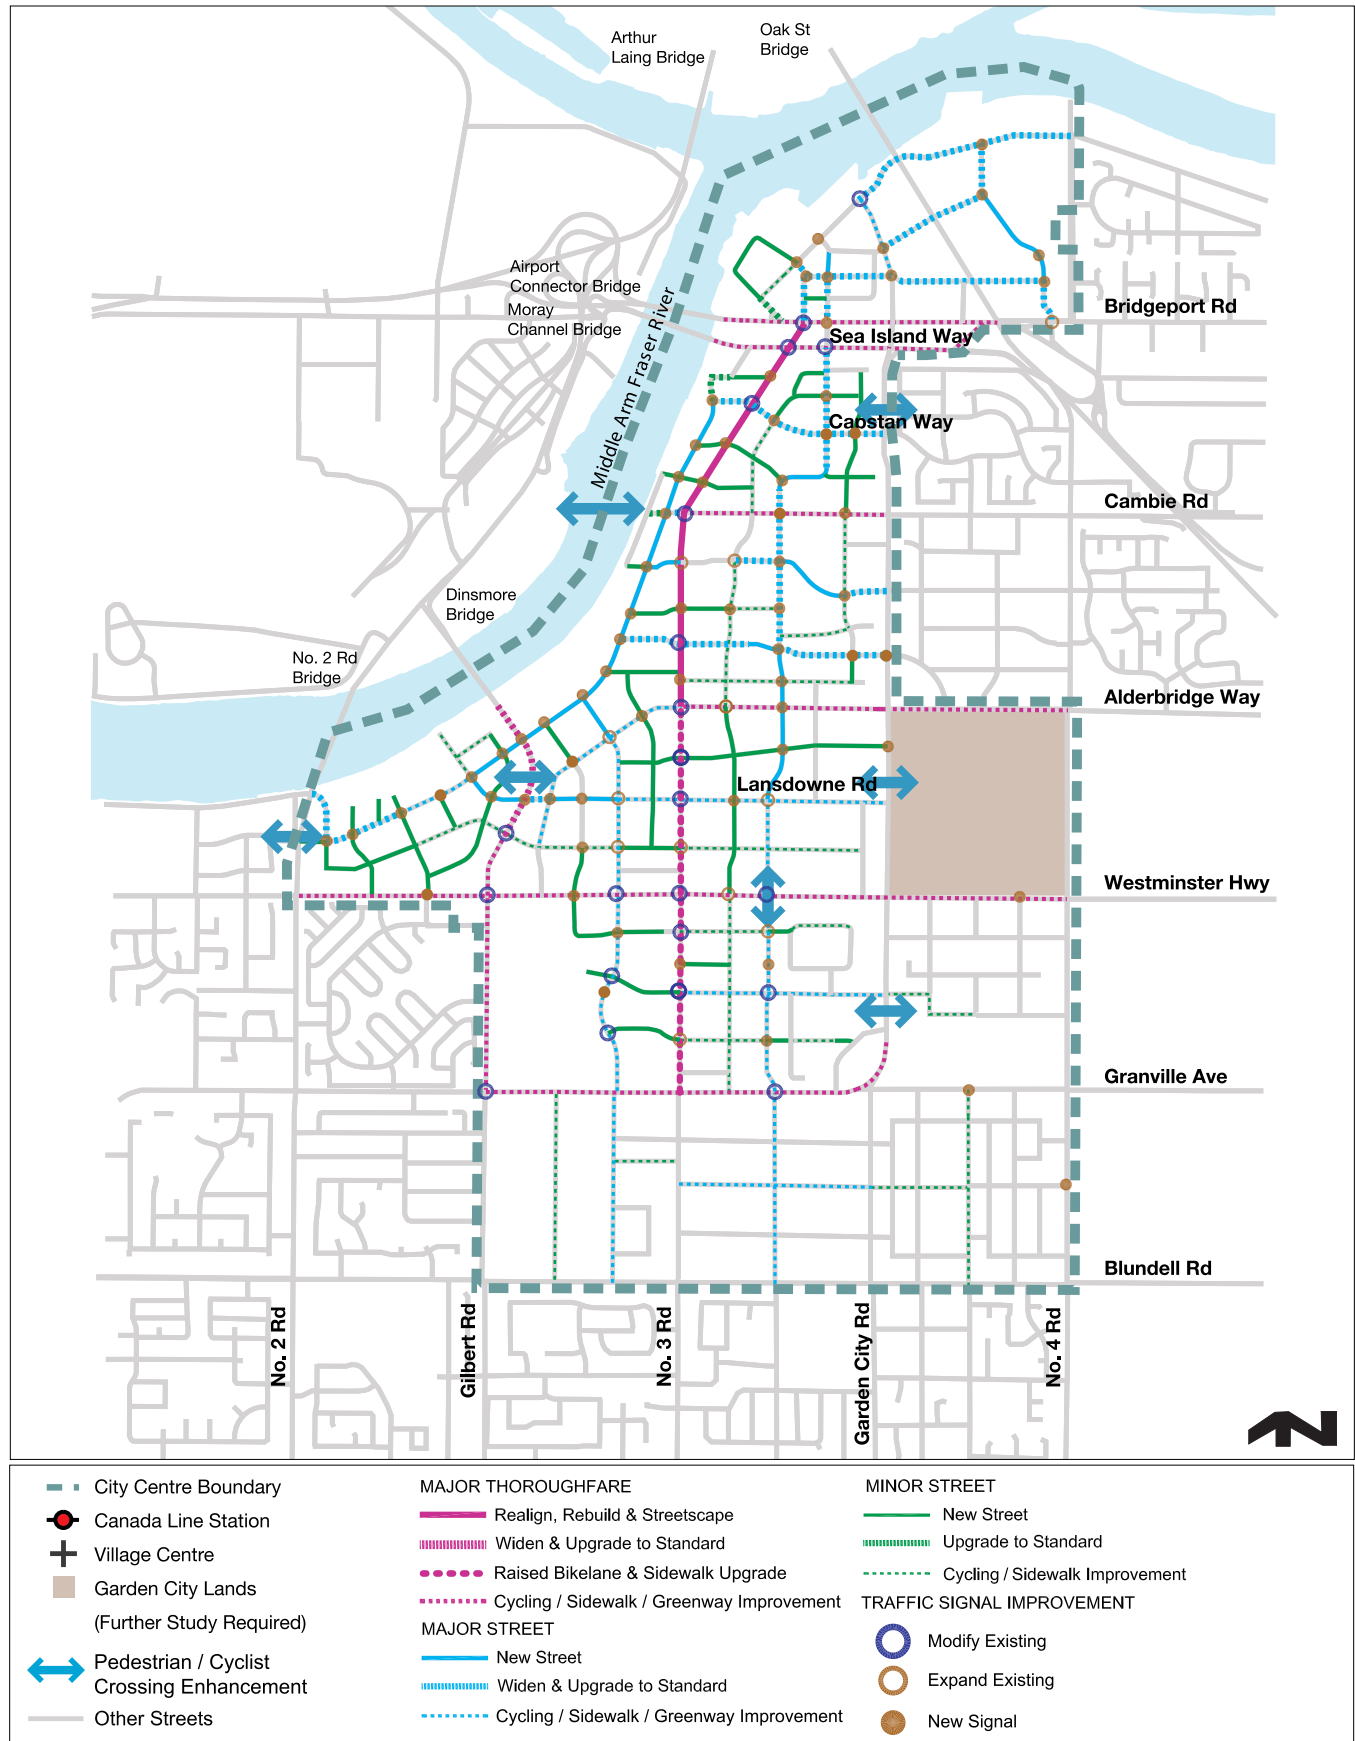 Arthur
Laing Bridge
Oak St
Bridge
Airport
Connector Bridge
Moray
Channel Bridge
Middle Arm Fraser River
Bridgeport Rd
Sea Island Way
Capstan Way
Cambie Rd
Dinsmore
Bridge
No. 2 Rd
Bridge
Alderbridge Way
Lansdowne Rd
Westminster Hwy
Granville Ave
Blundell Rd
No. 2 Rd
Gilbert Rd
No. 3 Rd
Garden City Rd
No. 4 Rd
N
City Centre Boundary
Canada Line Station
Village Centre
Garden City Lands
(Further Study Required)
Pedestrian / Cyclist
Crossing Enhancement
Other Streets
MAJOR THOROUGHFARE
Realign, Rebuild & Streetscape
Widen & Upgrade to Standard
Raised Bikelane & Sidewalk Upgrade
Cycling / Sidewalk / Greenway Improvement
MAJOR STREET
New Street
Widen & Upgrade to Standard
Cycling / Sidewalk / Greenway Improvement
MINOR STREET
New Street
Upgrade to Standard
Cycling / Sidewalk Improvement
TRAFFIC SIGNAL IMPROVEMENT
Modify Existing
Expand Existing
New Signal